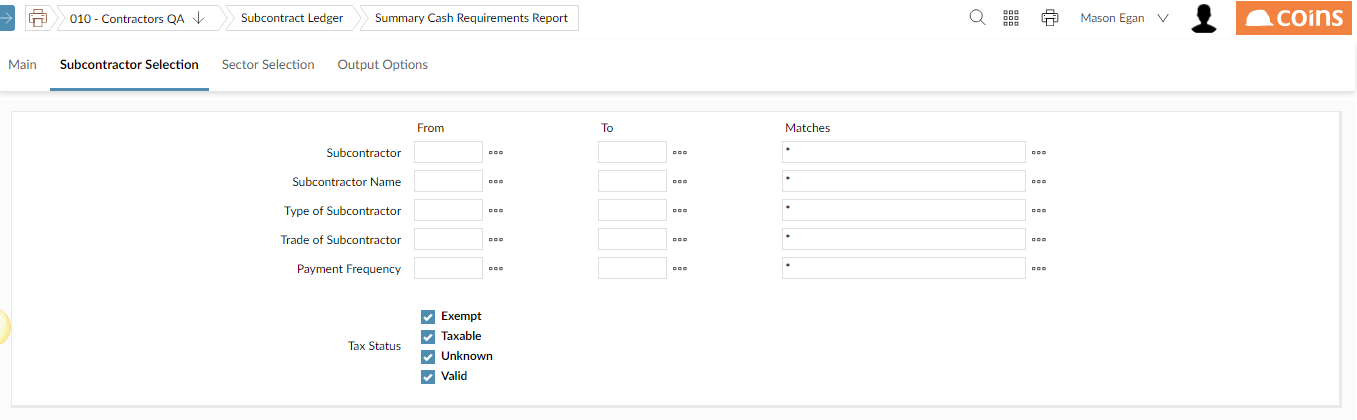 010 - Contractors QA
Subcontract Ledger
Summary Cash Requirements Report
Mason Egan
coins
Main
Subcontractor Selection
Sector Selection
Output Options
From
To
Matches
Subcontractor
*
Subcontractor Name
*
Type of Subcontractor
*
Trade of Subcontractor
*
Payment Frequency
*
Tax Status
Exempt
Taxable
Unknown
Valid